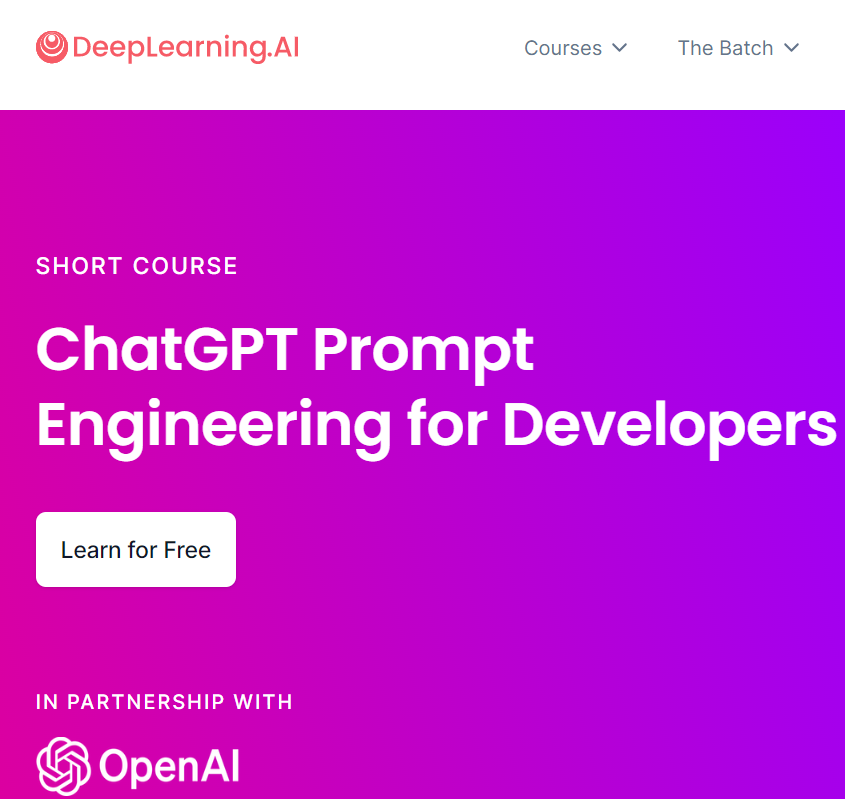 DeepLearning.AI Courses The Batch
SHORT COURSE
ChatGPT Prompt
Engineering for Developers
Learn for Free
IN PARTNERSHIP WITH
OpenAI